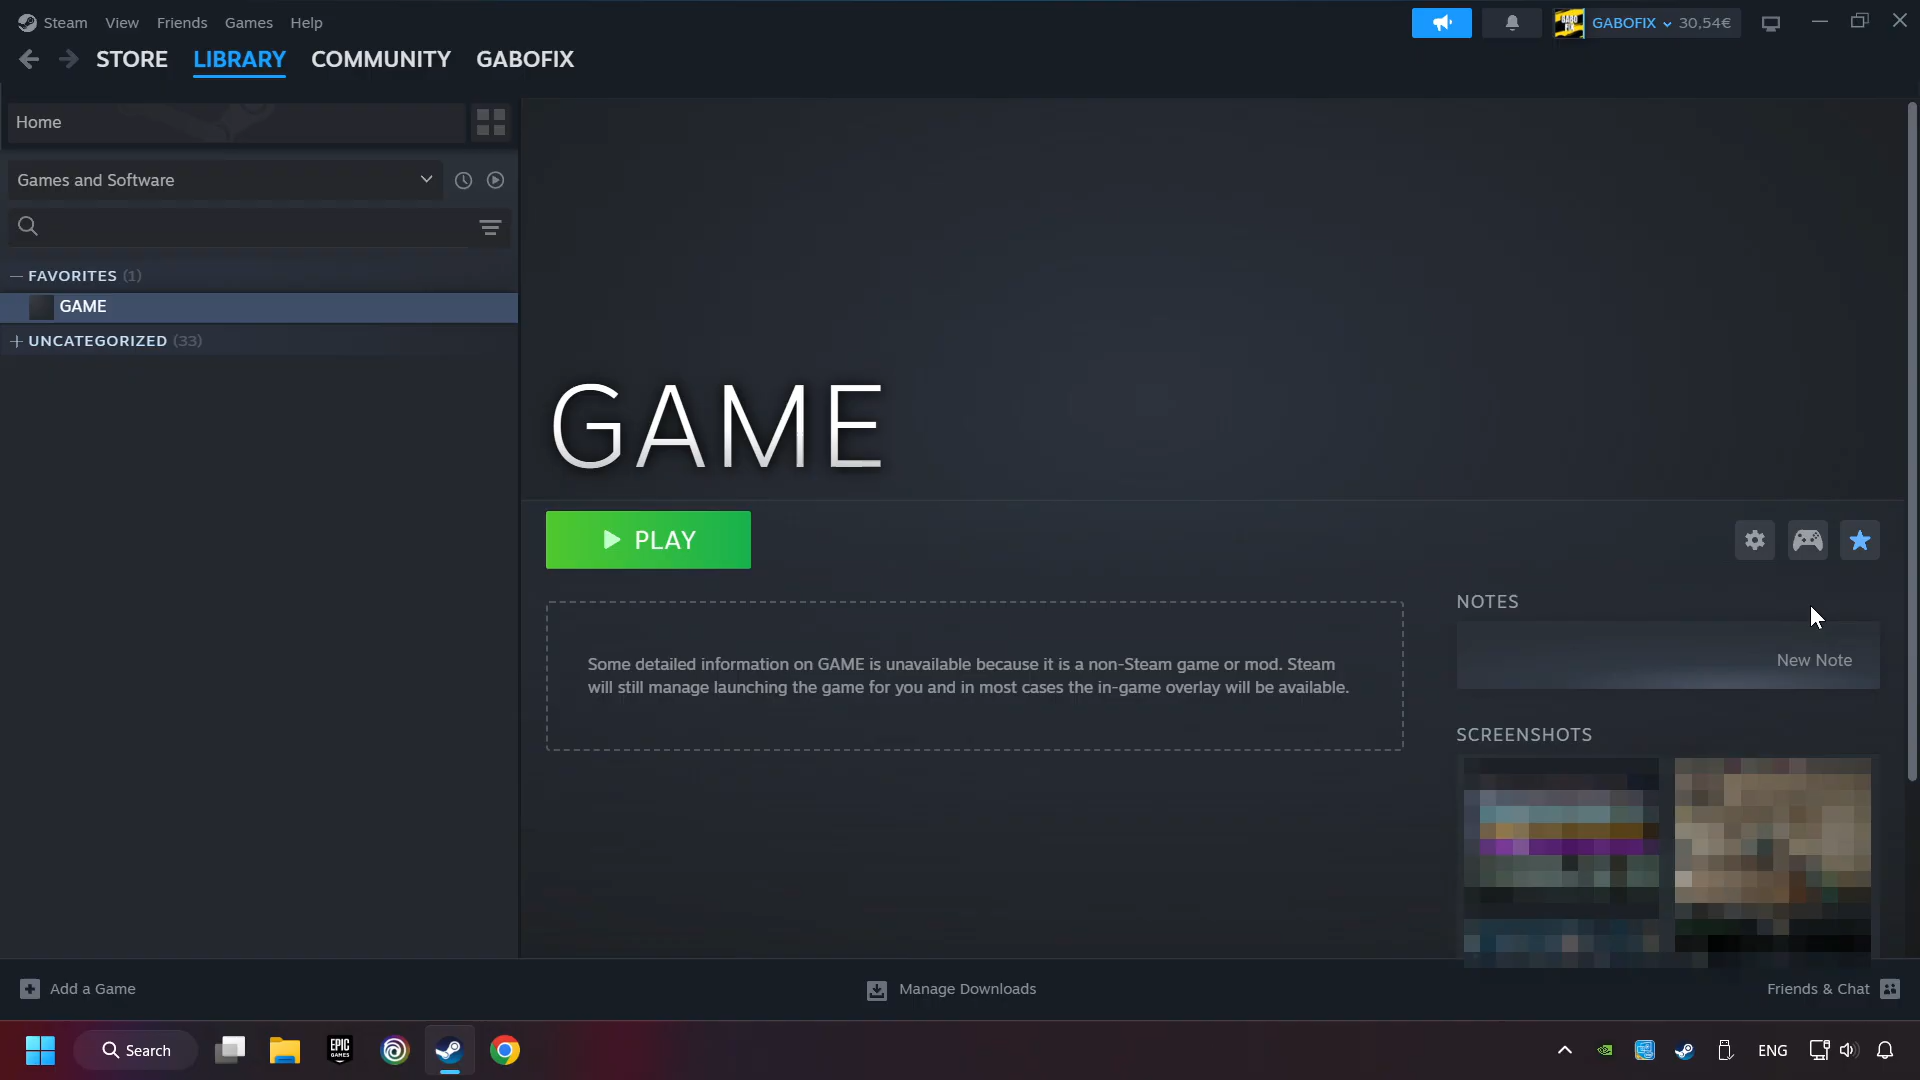 Steam View Friends Games Help
GABOFIX 30,54€
STORE LIBRARY COMMUNITY GABOFIX
Home
Games and Software
FAVORITES (1)
GAME
UNCATEGORIZED (33)
GAME
PLAY
NOTES
New Note
Some detailed information on GAME is unavailable because it is a non-Steam game or mod. Steam
will still manage launching the game for you and in most cases the in-game overlay will be available.
SCREENSHOTS
Add a Game
Manage Downloads
Friends & Chat
Search
EPIC
GAMES
ENG